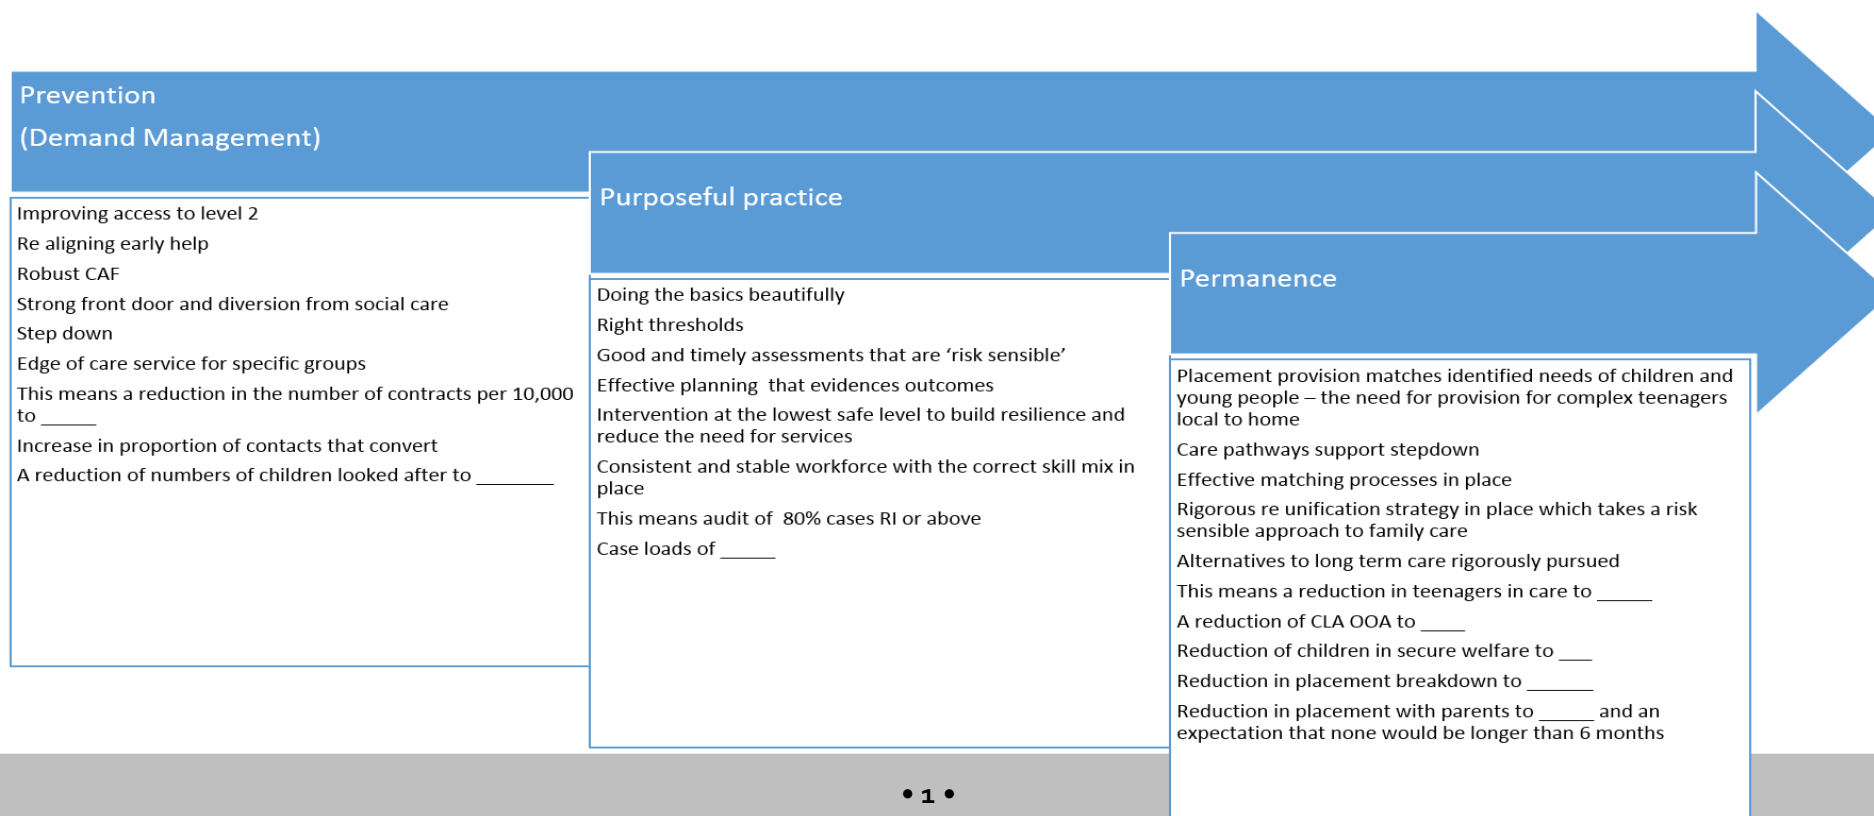 Prevention
(Demand Management)
Improving access to level 2
Re aligning early help
Robust CAF
Strong front door and diversion from social care
Step down
Edge of care service for specific groups
This means a reduction in the number of contracts per 10,000
to _____
Increase in proportion of contacts that convert
A reduction of numbers of children looked after to _______
Purposeful practice
Doing the basics beautifully
Right thresholds
Good and timely assessments that are ‘risk sensible’
Effective planning  that evidences outcomes
Intervention at the lowest safe level to build resilience and
reduce the need for services
Consistent and stable workforce with the correct skill mix in
place
This means audit of  80% cases RI or above
Case loads of _____
Permanence
Placement provision matches identified needs of children and
young people – the need for provision for complex teenagers
local to home
Care pathways support stepdown
Effective matching processes in place
Rigorous re unification strategy in place which takes a risk
sensible approach to family care
Alternatives to long term care rigorously pursued
This means a reduction in teenagers in care to _____
A reduction of CLA OOA to ____
Reduction of children in secure welfare to ___
Reduction in placement breakdown to ______
Reduction in placement with parents to _____ and an
expectation that none would be longer than 6 months
• 1 •